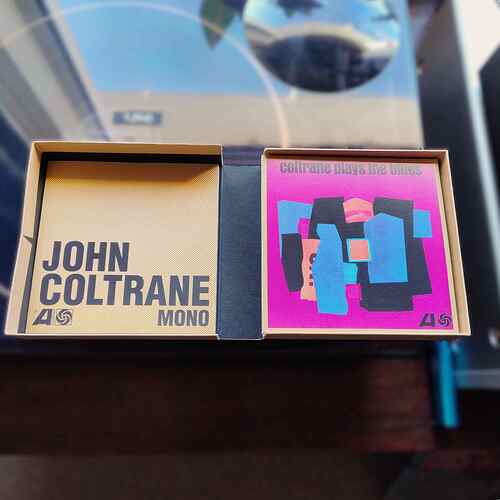 JOHN
COLTRANE
MONO
coltrane plays the blues